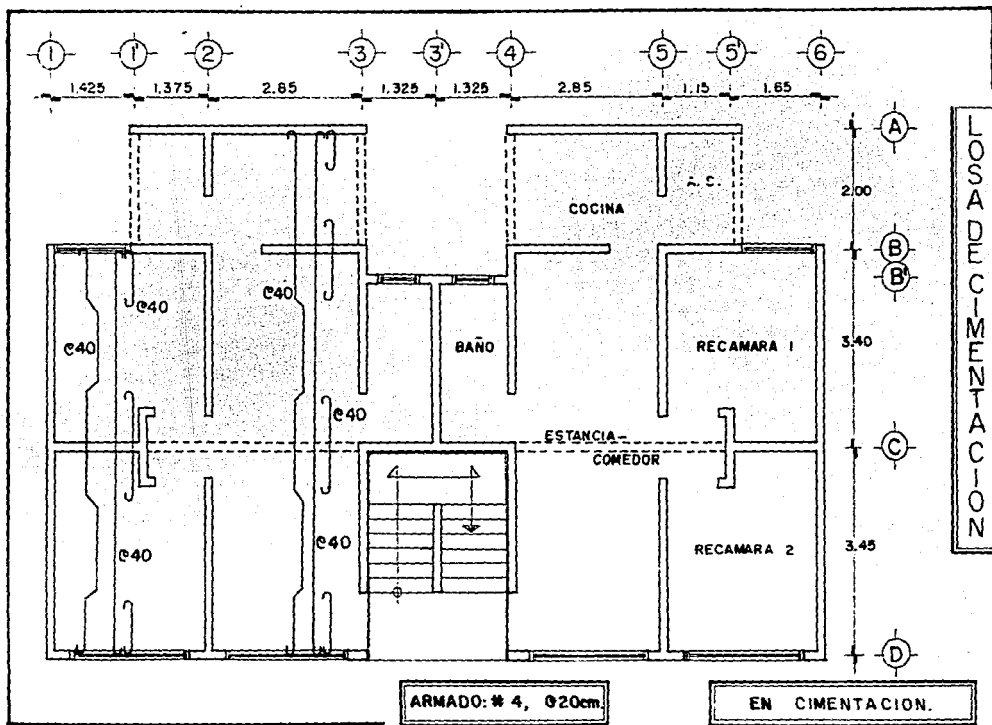 1 1' 2 3 3' 4 5 5' 6
1.425 1.375 2.85 1.325 1.325 2.85 1.15 1.65
A
A. S.
2.00
COCINA
B
B'
@40
@40
@40
BAÑO
RECAMARA 1
3.40
@40
ESTANCIA-
C
COMEDOR
@40
@40
RECAMARA 2
3.45
D
LOSA DE CIMENTACION
ARMADO: # 4, @20cm.
EN CIMENTACION.